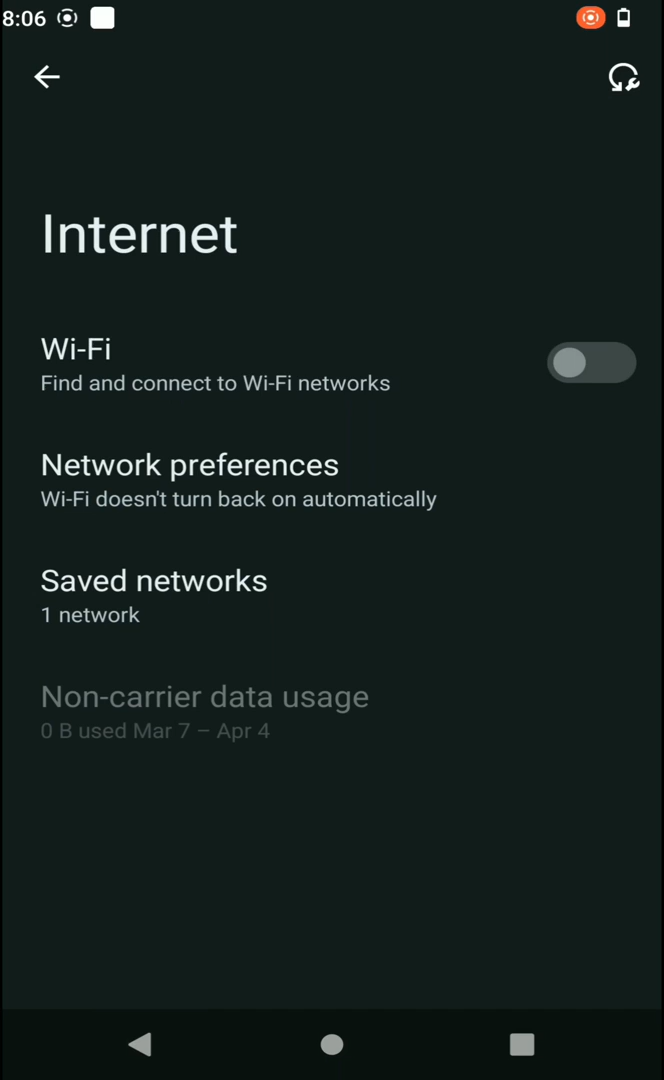 8:06
Internet
Wi-Fi
Find and connect to Wi-Fi networks
Network preferences
Wi-Fi doesn't turn back on automatically
Saved networks
1 network
Non-carrier data usage
0 B used Mar 7 – Apr 4